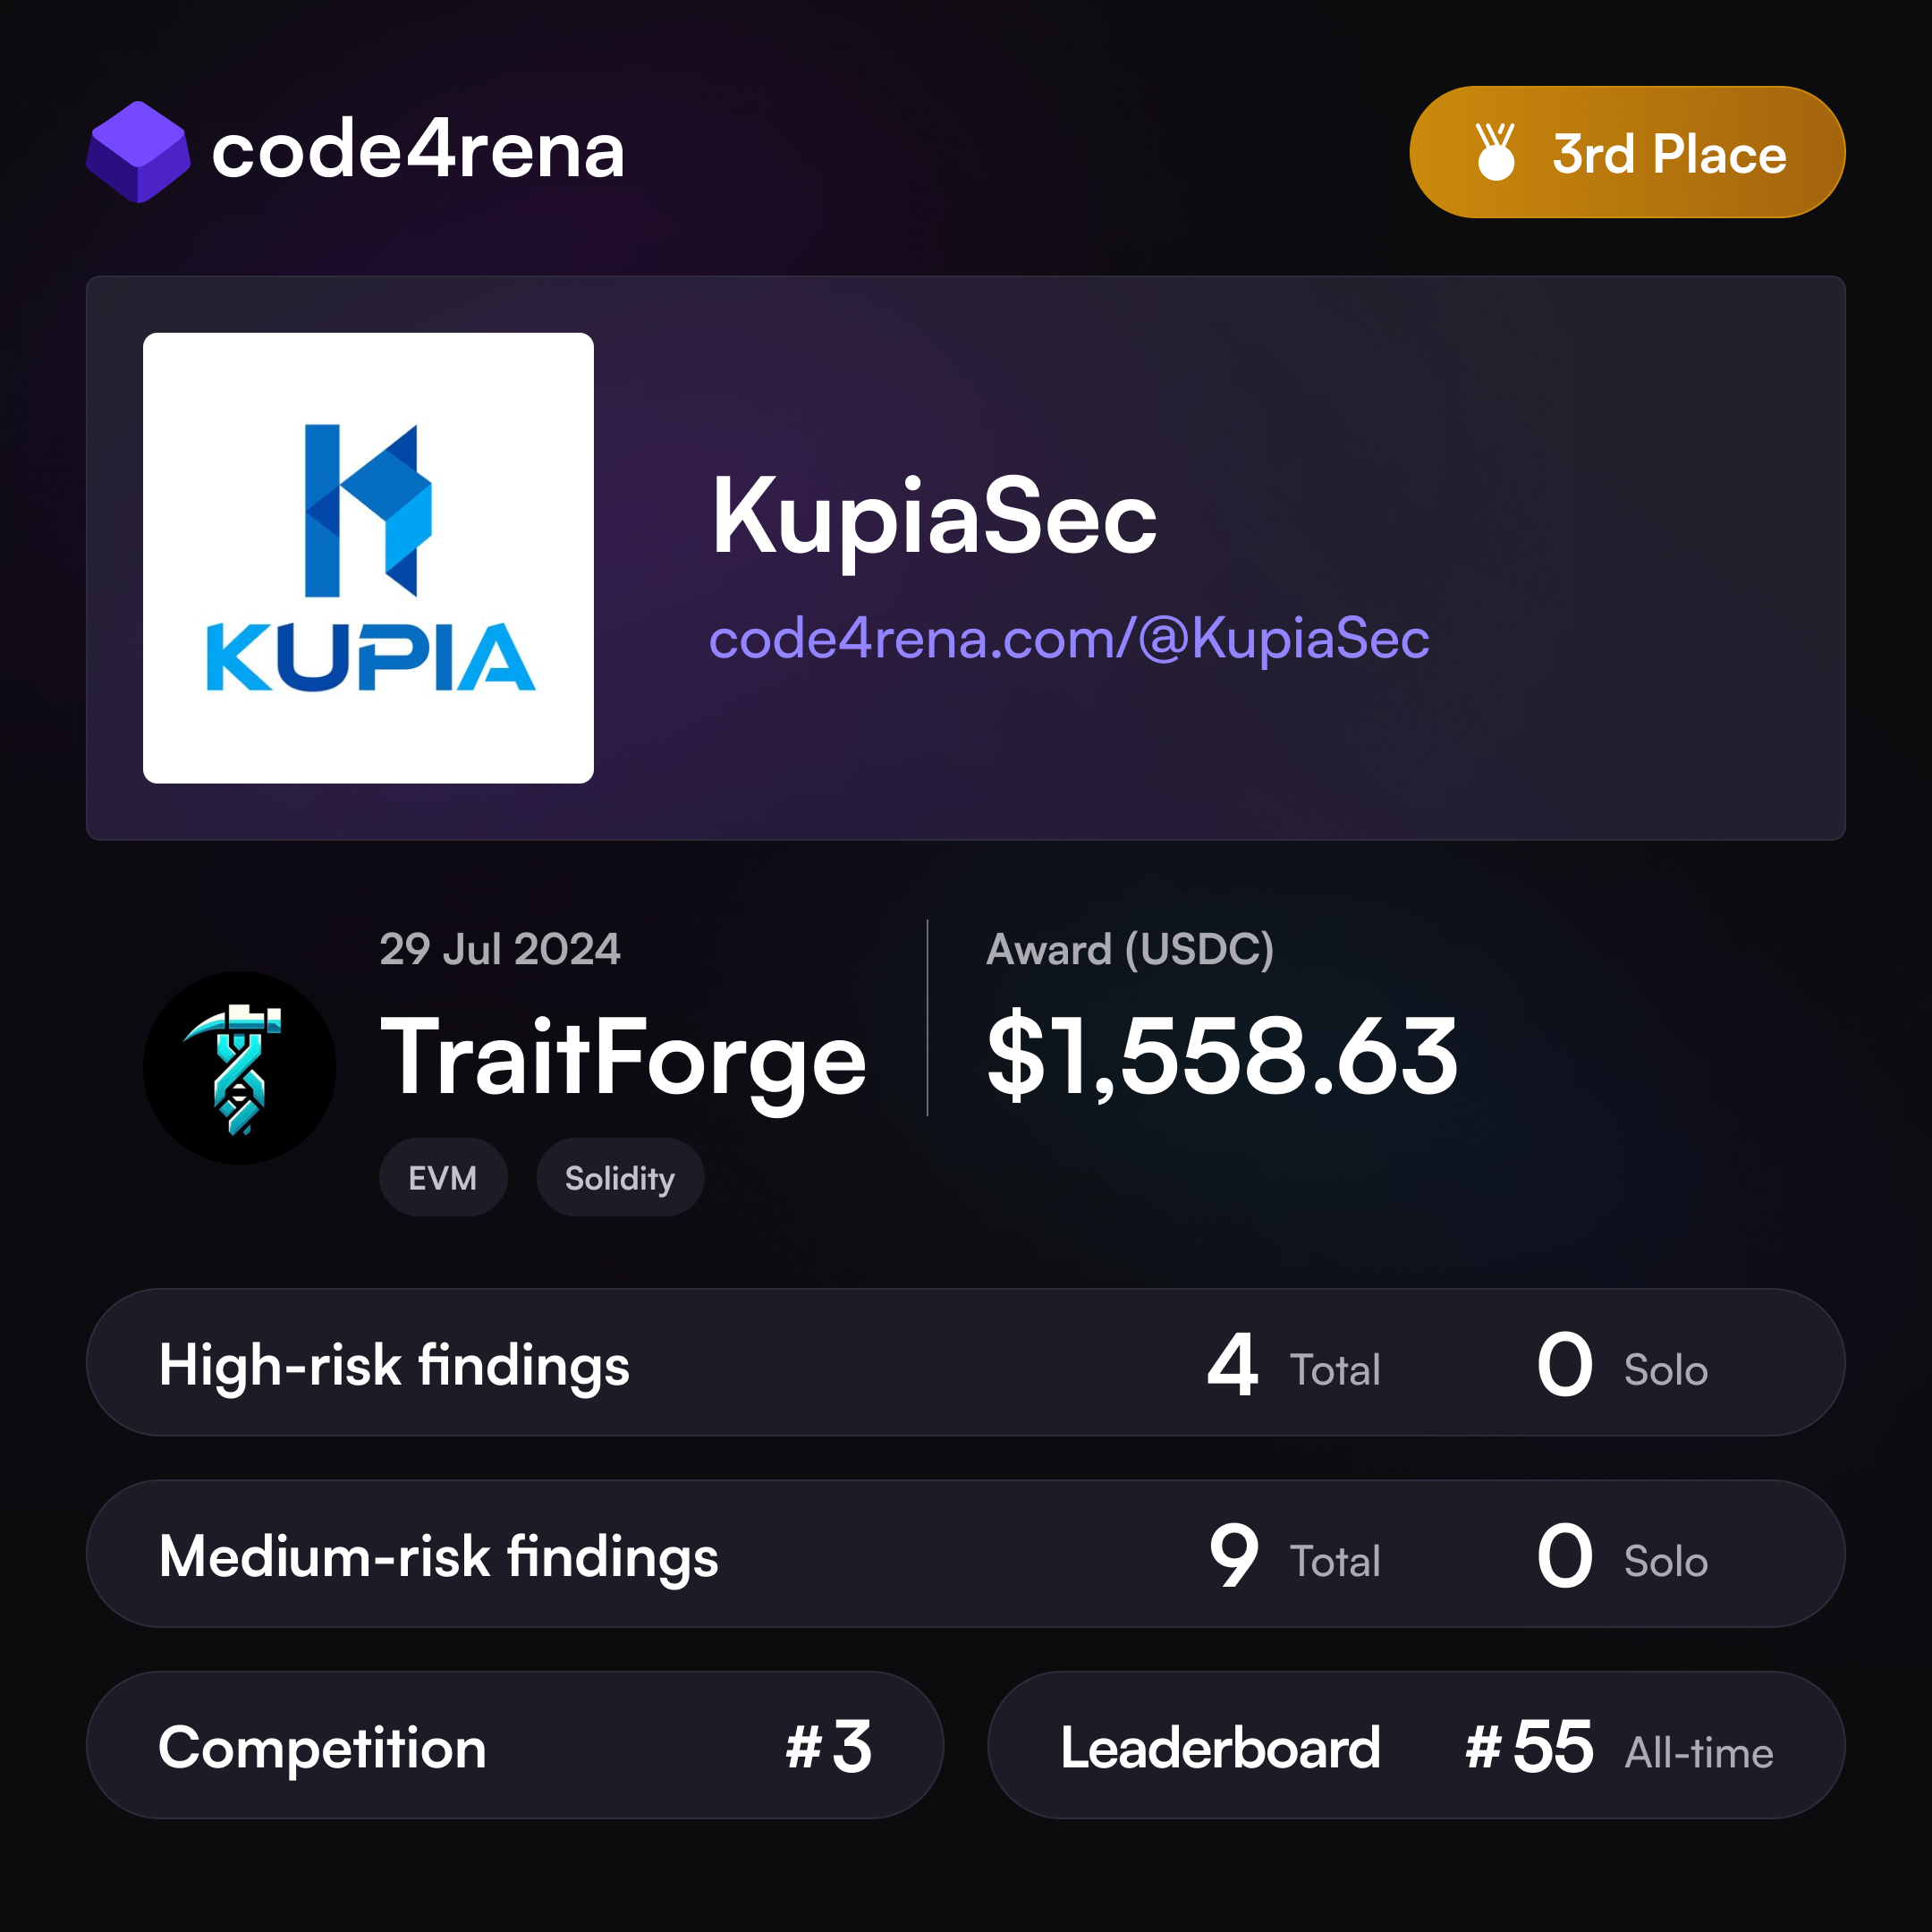 code4rena
3rd Place
KUPIA
KupiaSec
code4rena.com/@KupiaSec
29 Jul 2024
TraitForge
EVM Solidity
Award (USDC)
$1,558.63
High-risk findings 4 Total 0 Solo
Medium-risk findings 9 Total 0 Solo
Competition #3
Leaderboard #55 All-time